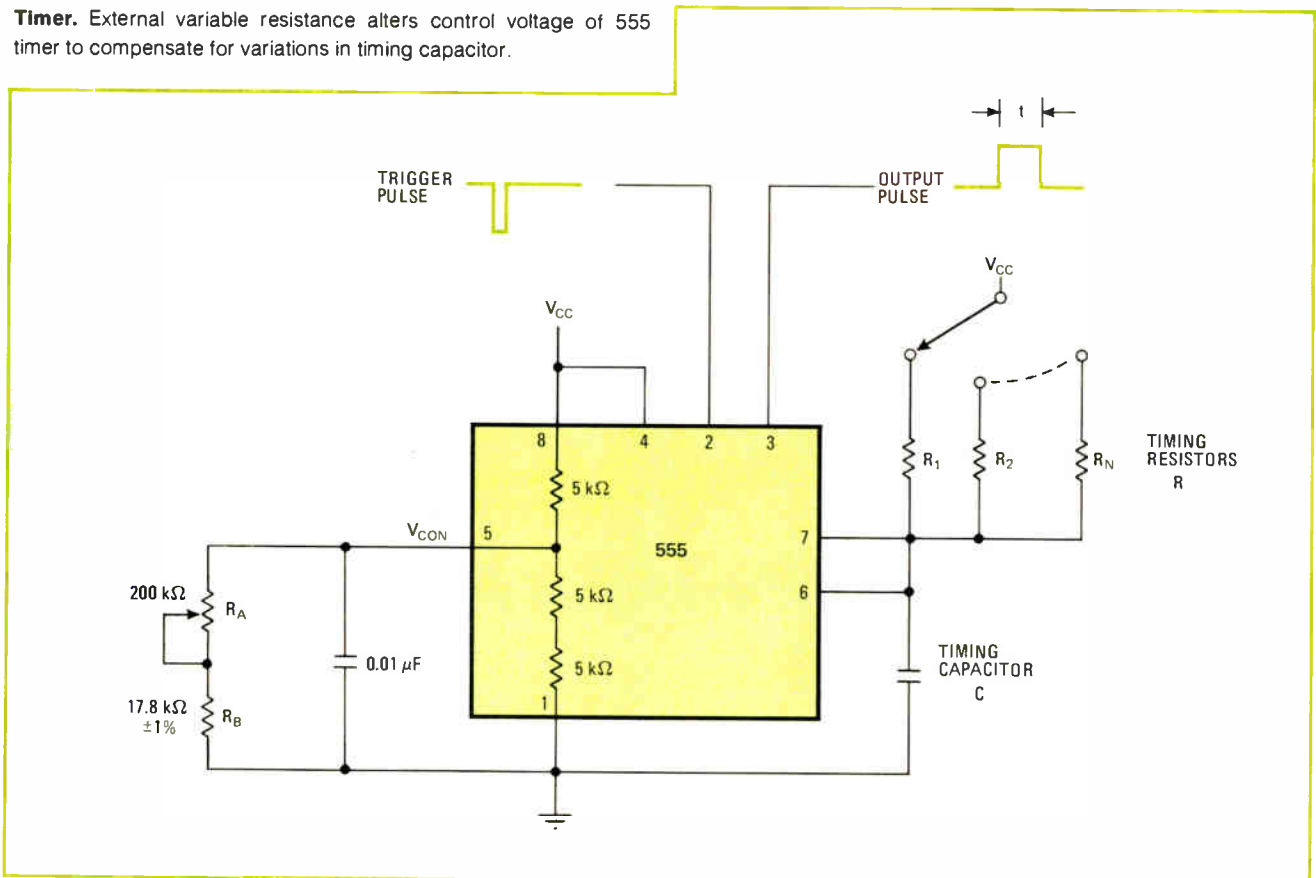 Timer. External variable resistance alters control voltage of 555
timer to compensate for variations in timing capacitor.
t
TRIGGER
PULSE
OUTPUT
PULSE
VCC
VCC
8
4
2
3
5 kΩ
R1
R2
RN
TIMING
RESISTORS
R
VCON
5
555
7
200 kΩ
RA
5 kΩ
6
0.01 μF
5 kΩ
TIMING
CAPACITOR
C
17.8 kΩ
±1%
RB
1